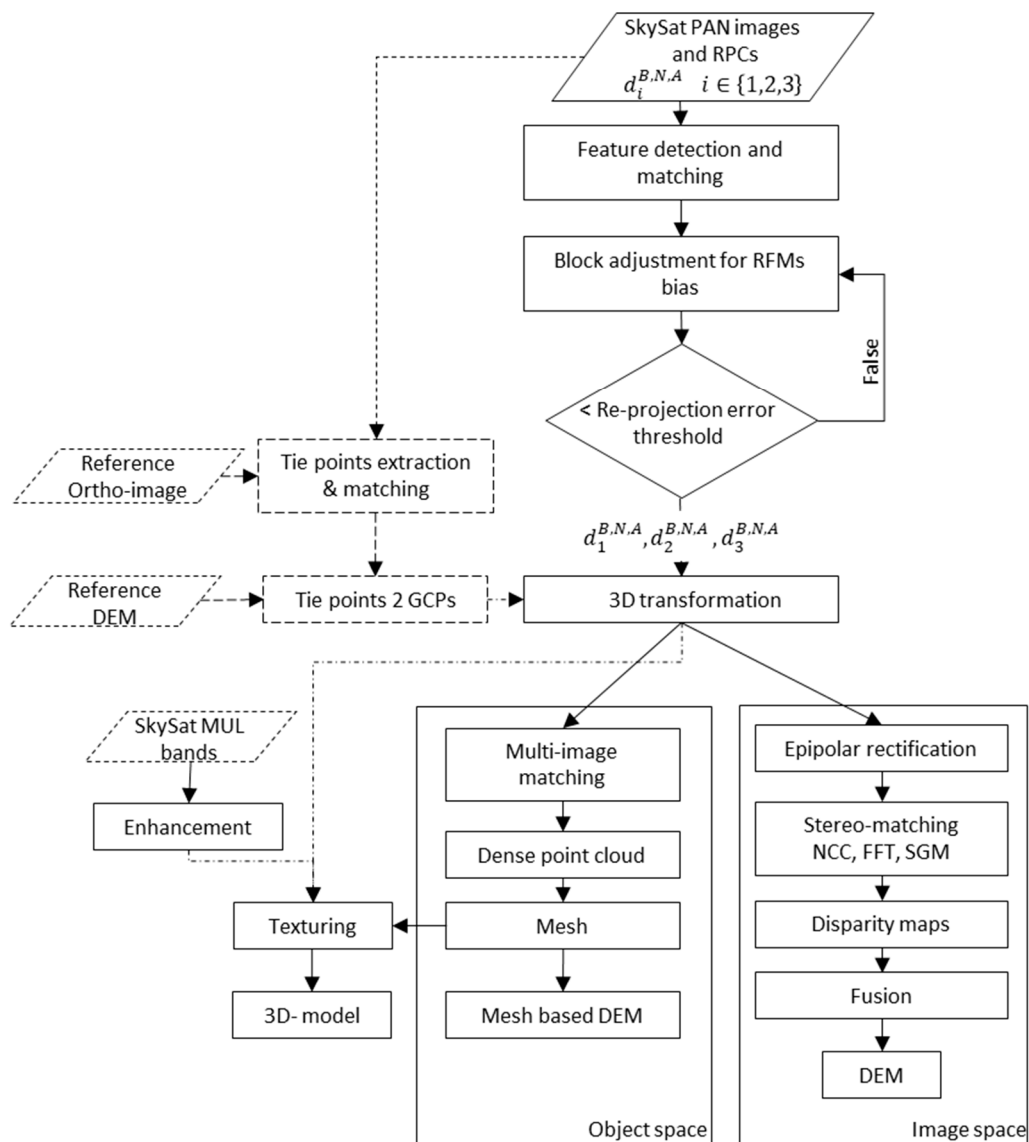 SkySat PAN images
and RPCs
d_i^{B,N,A} i ∈ {1,2,3}
Feature detection and
matching
Block adjustment for RFMs
bias
False
< Re-projection error
threshold
Reference
Ortho-image
Tie points extraction
& matching
d_1^{B,N,A}, d_2^{B,N,A}, d_3^{B,N,A}
Reference
DEM
Tie points 2 GCPs
3D transformation
SkySat MUL
bands
Enhancement
Texturing
3D- model
Multi-image
matching
Dense point cloud
Mesh
Mesh based DEM
Object space
Epipolar rectification
Stereo-matching
NCC, FFT, SGM
Disparity maps
Fusion
DEM
Image space